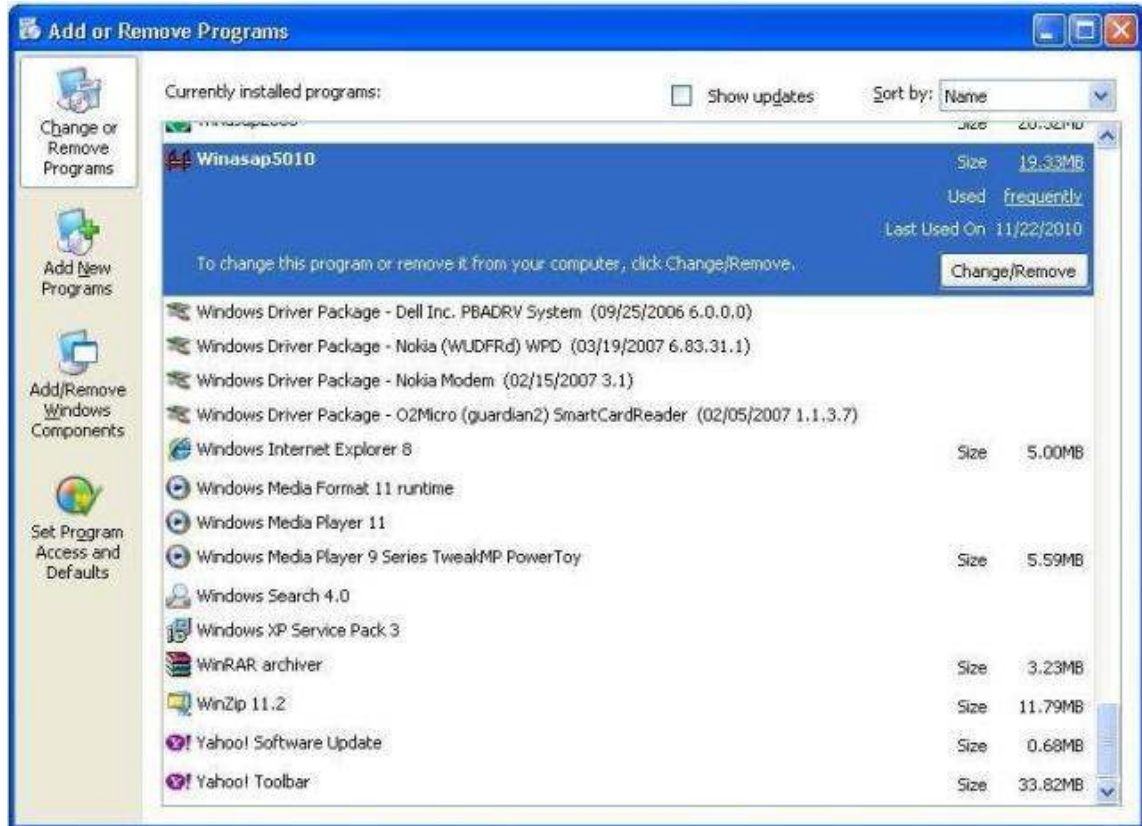 Add or Remove Programs
Change or
Remove
Programs
Add New
Programs
Add/Remove
Windows
Components
Set Program
Access and
Defaults
Currently installed programs:
Show updates
Sort by: Name
Size
Winasap5010 Size 19.33MB
Used frequently
Last Used On 11/22/2010
To change this program or remove it from your computer, click Change/Remove. Change/Remove
Windows Driver Package - Dell Inc. PBADRV System (09/25/2006 6.0.0.0)
Windows Driver Package - Nokia (WUDFRd) WPD (03/19/2007 6.83.31.1)
Windows Driver Package - Nokia Modem (02/15/2007 3.1)
Windows Driver Package - O2Micro (guardian2) SmartCardReader (02/05/2007 1.1.3.7)
Windows Internet Explorer 8 Size 5.00MB
Windows Media Format 11 runtime
Windows Media Player 11
Windows Media Player 9 Series TweakMP PowerToy Size 5.59MB
Windows Search 4.0
Windows XP Service Pack 3
WinRAR archiver Size 3.23MB
WinZip 11.2 Size 11.79MB
Yahoo! Software Update Size 0.68MB
Yahoo! Toolbar Size 33.82MB